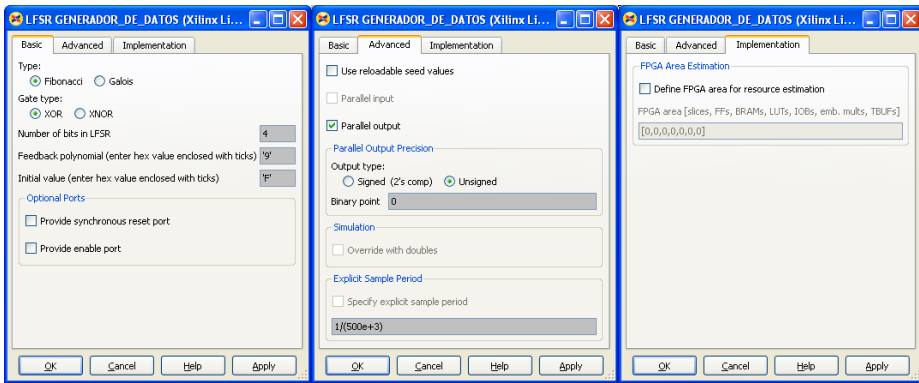 LFSR GENERADOR_DE_DATOS (Xilinx Li...
Basic Advanced Implementation
Type:
Fibonacci Galois
Gate type:
XOR XNOR
Number of bits in LFSR 4
Feedback polynomial (enter hex value enclosed with ticks) '9'
Initial value (enter hex value enclosed with ticks) 'F'
Optional Ports
Provide synchronous reset port
Provide enable port
OK Cancel Help Apply
LFSR GENERADOR_DE_DATOS (Xilinx Li...
Basic Advanced Implementation
Use reloadable seed values
Parallel input
Parallel output
Parallel Output Precision
Output type:
Signed (2's comp) Unsigned
Binary point 0
Simulation
Override with doubles
Explicit Sample Period
Specify explicit sample period
1/(500e+3)
OK Cancel Help Apply
LFSR GENERADOR_DE_DATOS (Xilinx Li...
Basic Advanced Implementation
FPGA Area Estimation
Define FPGA area for resource estimation
FPGA area [slices, FFs, BRAMs, LUTs, IOBs, emb. mults, TBUFs]
[0,0,0,0,0,0,0]
OK Cancel Help Apply